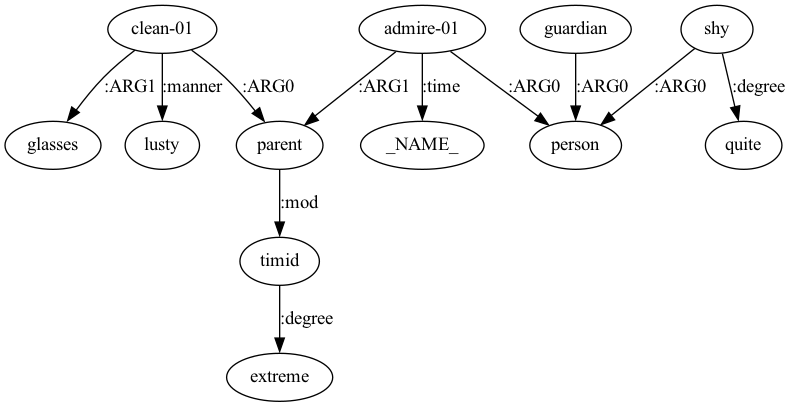 clean-01 admire-01 guardian shy
:ARG1 :manner :ARG0 :ARG1 :time :ARG0 :ARG0 :ARG0 :degree
glasses lusty parent _NAME_ person quite
:mod
timid
:degree
extreme